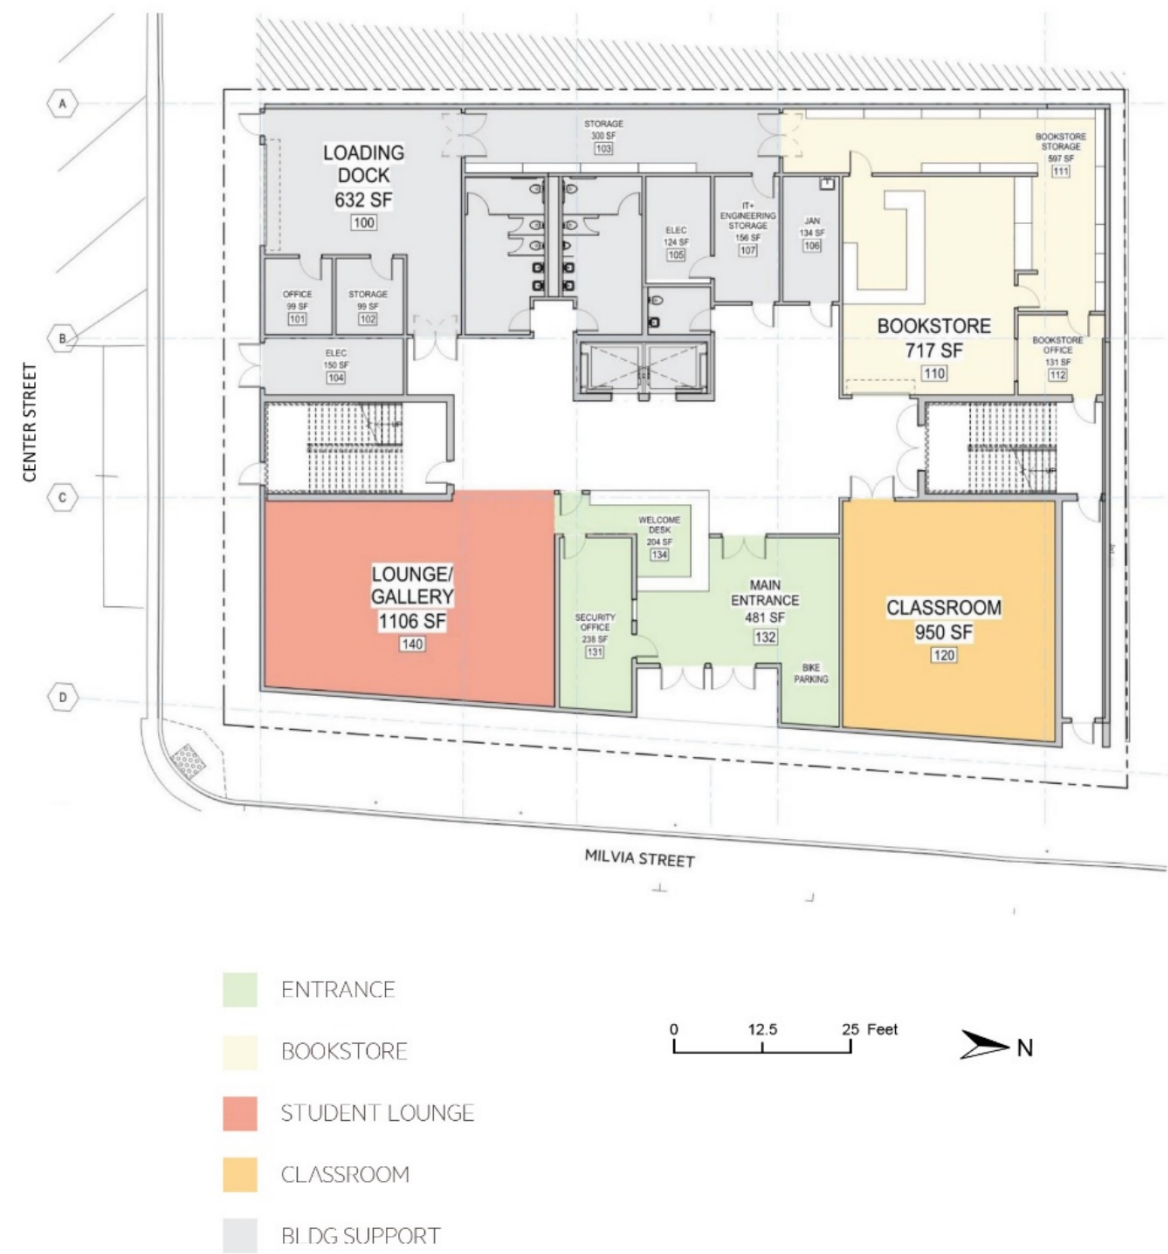 A
B
C
D
CENTER STREET
LOADING
DOCK
632 SF
100
STORAGE
300 SF
103
BOOKSTORE
STORAGE
597 SF
111
ELEC
124 SF
105
IT+
ENGINEERING
STORAGE
156 SF
107
JAN
134 SF
106
OFFICE
99 SF
101
STORAGE
99 SF
102
BOOKSTORE
717 SF
110
BOOKSTORE
OFFICE
131 SF
112
ELEC
150 SF
104
WELCOME
DESK
204 SF
134
LOUNGE/
GALLERY
1106 SF
140
SECURITY
OFFICE
238 SF
131
MAIN
ENTRANCE
481 SF
132
BIKE
PARKING
CLASSROOM
950 SF
120
MILVIA STREET
ENTRANCE
BOOKSTORE
STUDENT LOUNGE
CLASSROOM
BLDG SUPPORT
0 12.5 25 Feet
N